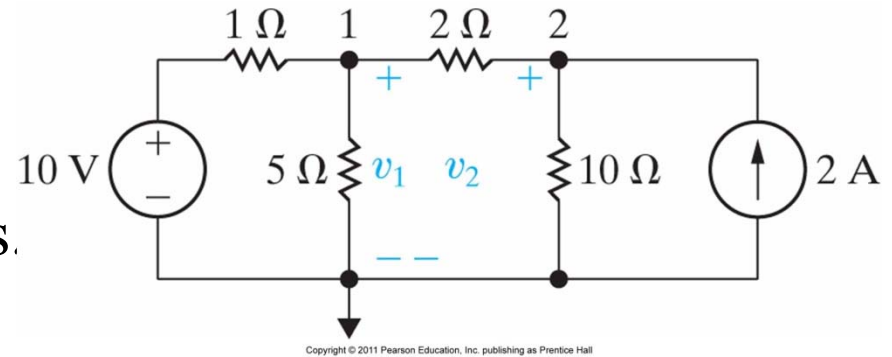 1 Ω 1 2 Ω 2
+ +
+
10 V 5 Ω v₁ v₂ 10 Ω 2 A
−
s.
− −
Copyright © 2011 Pearson Education, Inc. publishing as Prentice Hall